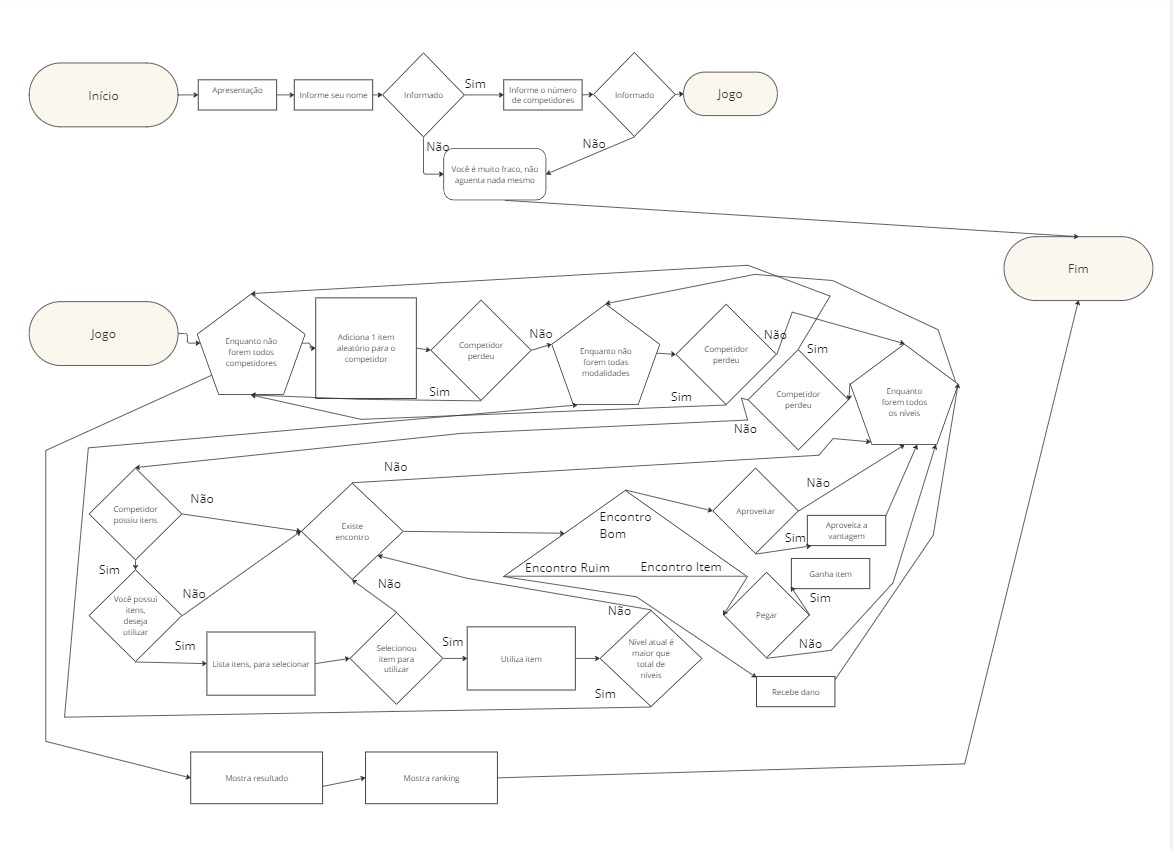 Início
Apresentação
Informe seu nome
Informado
Sim
Informe o número
de competidores
Informado
Jogo
Não
Não
Você é muito fraco, não
aguenta nada mesmo
Fim
Jogo
Enquanto não
forem todos
competidores
Adiciona 1 item
aleatório para o
competidor
Competidor
perdeu
Não
Sim
Enquanto não
forem todas
modalidades
Competidor
perdeu
Não
Sim
Sim
Competidor
perdeu
Não
Enquanto
forem todos
os níveis
Não
Competidor
possiu itens
Não
Existe
encontro
Encontro
Bom
Encontro Ruim
Encontro Item
Aproveitar
Não
Sim
Aproveita a
vantagem
Ganha item
Sim
Pegar
Não
Sim
Você possui
itens,
deseja
utilizar
Não
Sim
Lista itens, para selecionar
Não
Selecionou
item para
utilizar
Sim
Utiliza item
Não
Nível atual é
maior que
total de
níveis
Sim
Recebe dano
Mostra resultado
Mostra ranking